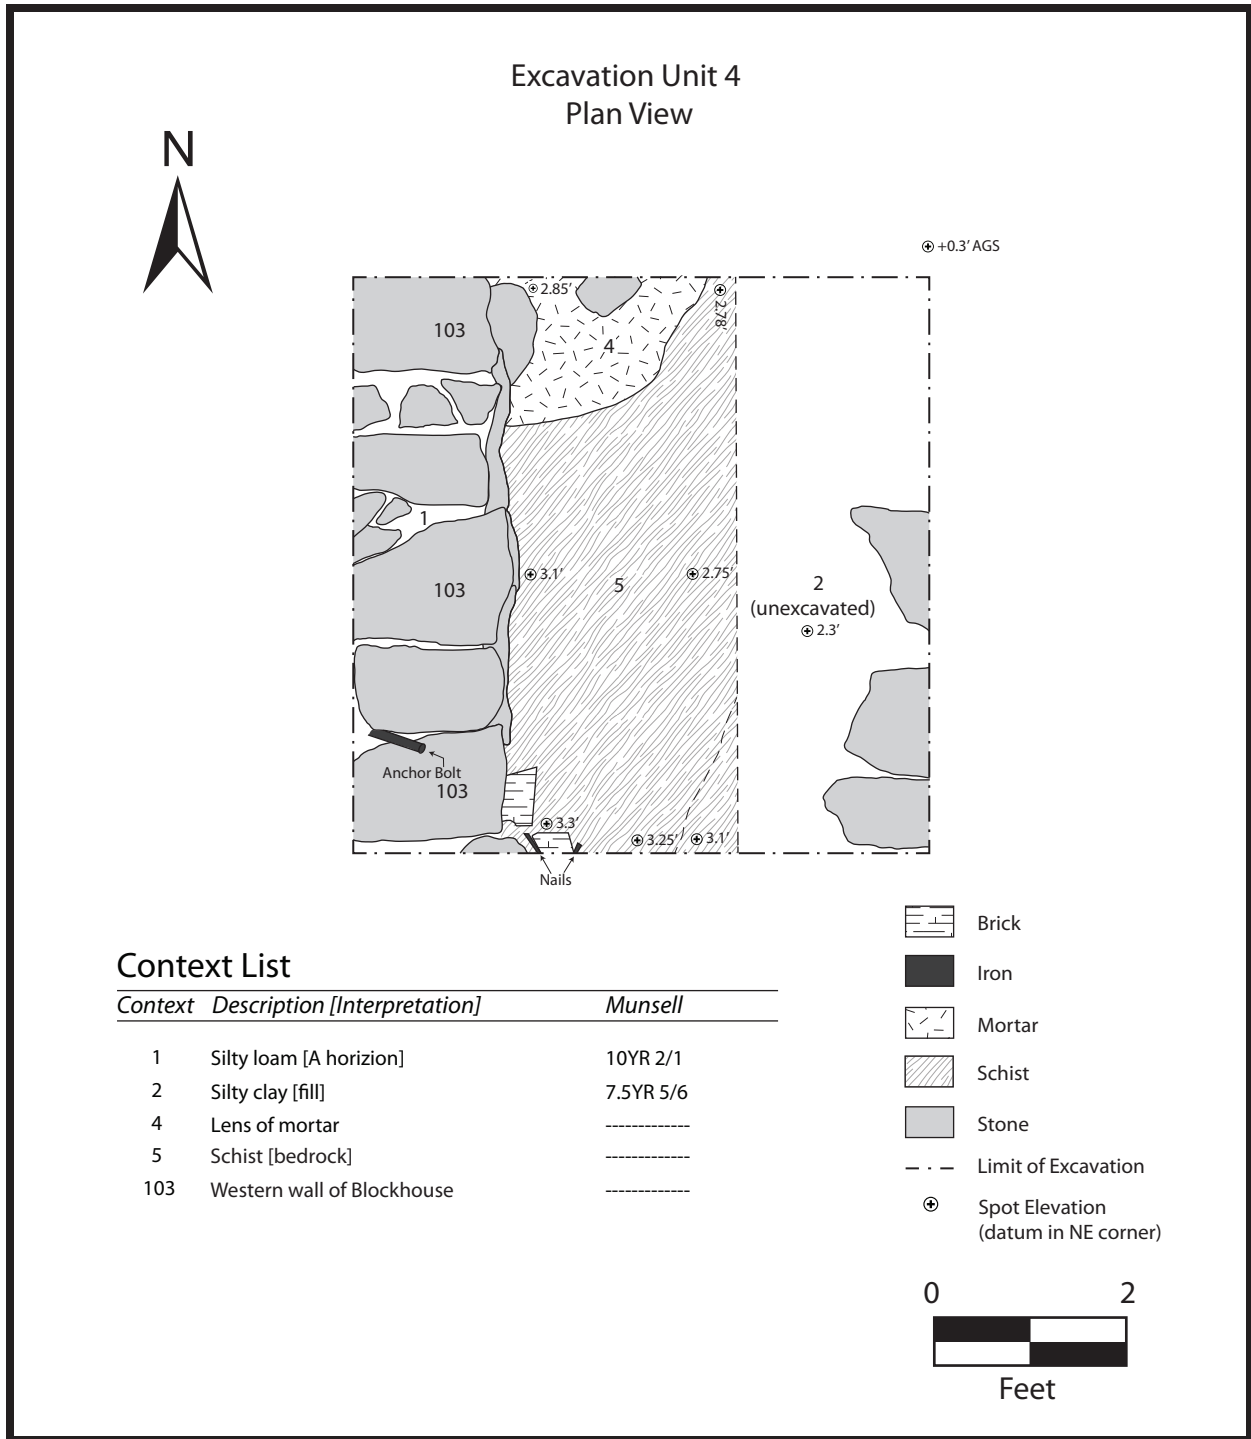 Excavation Unit 4
Plan View
N
+0.3' AGS
2.85'
2.78'
103
4
1
103
3.1'
5
2.75'
2
(unexcavated)
2.3'
Anchor Bolt
103
3.3'
3.25'
3.1'
Nails
Context List
Context Description [Interpretation] Munsell
1 Silty loam [A horizion] 10YR 2/1
2 Silty clay [fill] 7.5YR 5/6
4 Lens of mortar -------------
5 Schist [bedrock] -------------
103 Western wall of Blockhouse -------------
Brick
Iron
Mortar
Schist
Stone
Limit of Excavation
Spot Elevation
(datum in NE corner)
0 2
Feet